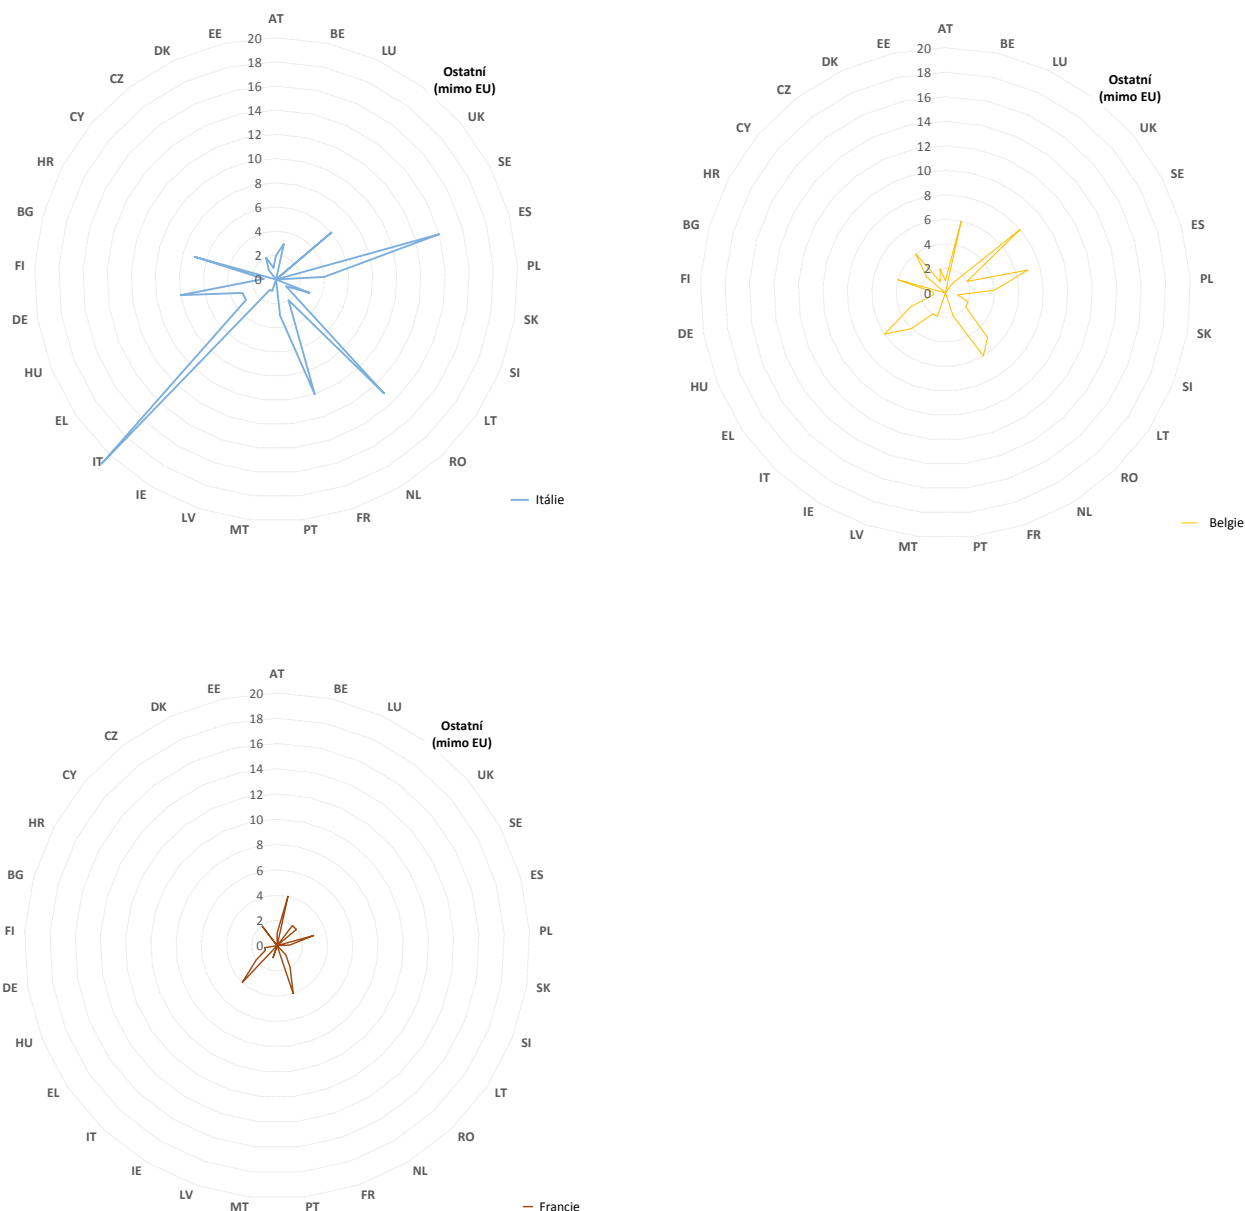 AT
BE
LU
Ostatní
(mimo EU)
UK
SE
ES
PL
SK
SI
LT
RO
NL
FR
PT
MT
LV
IE
IT
EL
HU
DE
FI
BG
HR
CY
CZ
DK
EE
20
18
16
14
12
10
8
6
4
2
0
Itálie
AT
BE
LU
Ostatní
(mimo EU)
UK
SE
ES
PL
SK
SI
LT
RO
NL
FR
PT
MT
LV
IE
IT
EL
HU
DE
FI
BG
HR
CY
CZ
DK
EE
20
18
16
14
12
10
8
6
4
2
0
Belgie
AT
BE
LU
Ostatní
(mimo EU)
UK
SE
ES
PL
SK
SI
LT
RO
NL
FR
PT
MT
LV
IE
IT
EL
HU
DE
FI
BG
HR
CY
CZ
DK
EE
20
18
16
14
12
10
8
6
4
2
0
Francie